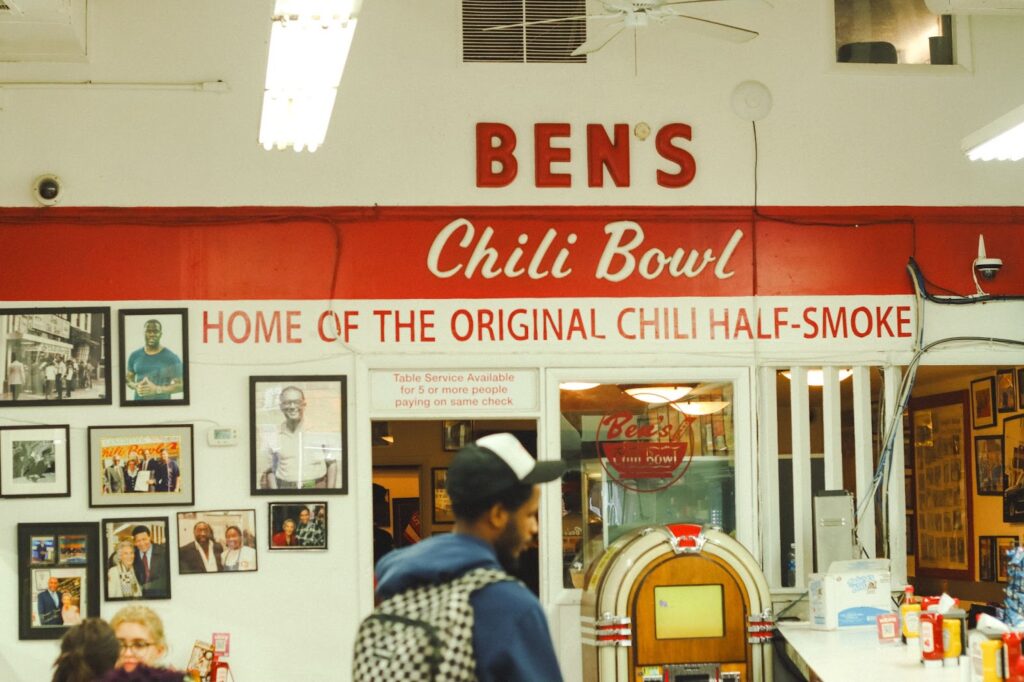 BEN'S
Chili Bowl
HOME OF THE ORIGINAL CHILI HALF-SMOKE
Table Service Available
for 5 or more people
paying on same check
Ben's
Chili Bowl